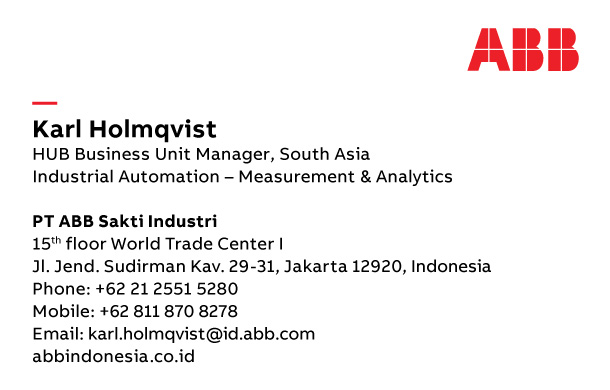 ABB
Karl Holmqvist
HUB Business Unit Manager, South Asia
Industrial Automation – Measurement & Analytics
PT ABB Sakti Industri
15th floor World Trade Center I
Jl. Jend. Sudirman Kav. 29-31, Jakarta 12920, Indonesia
Phone: +62 21 2551 5280
Mobile: +62 811 870 8278
Email: karl.holmqvist@id.abb.com
abbindonesia.co.id